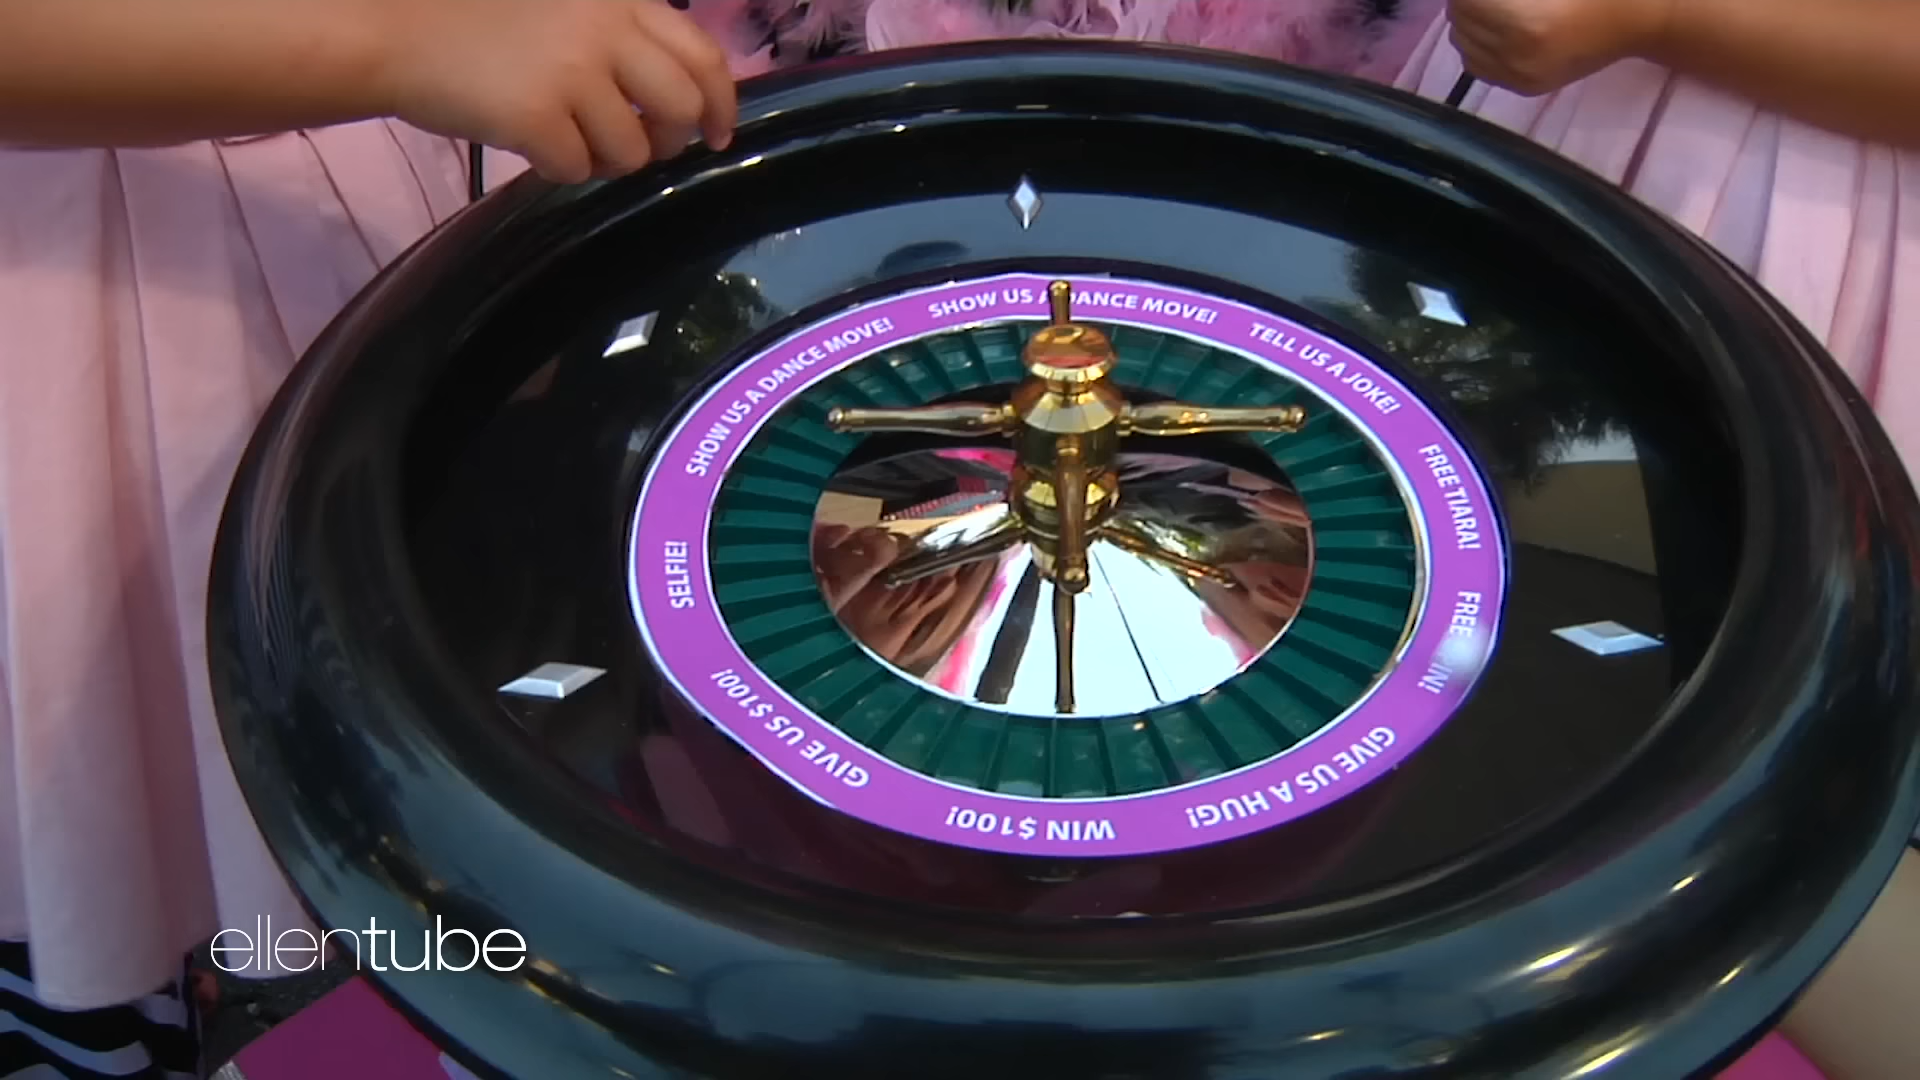 SHOW US A DANCE MOVE!
SHOW US DANCE MOVE!
TELL US A JOKE!
FREE TIARA!
FREE
GIVE US A HUG!
WIN $100!
GIVE US $100!
SELFIE!
ellentube